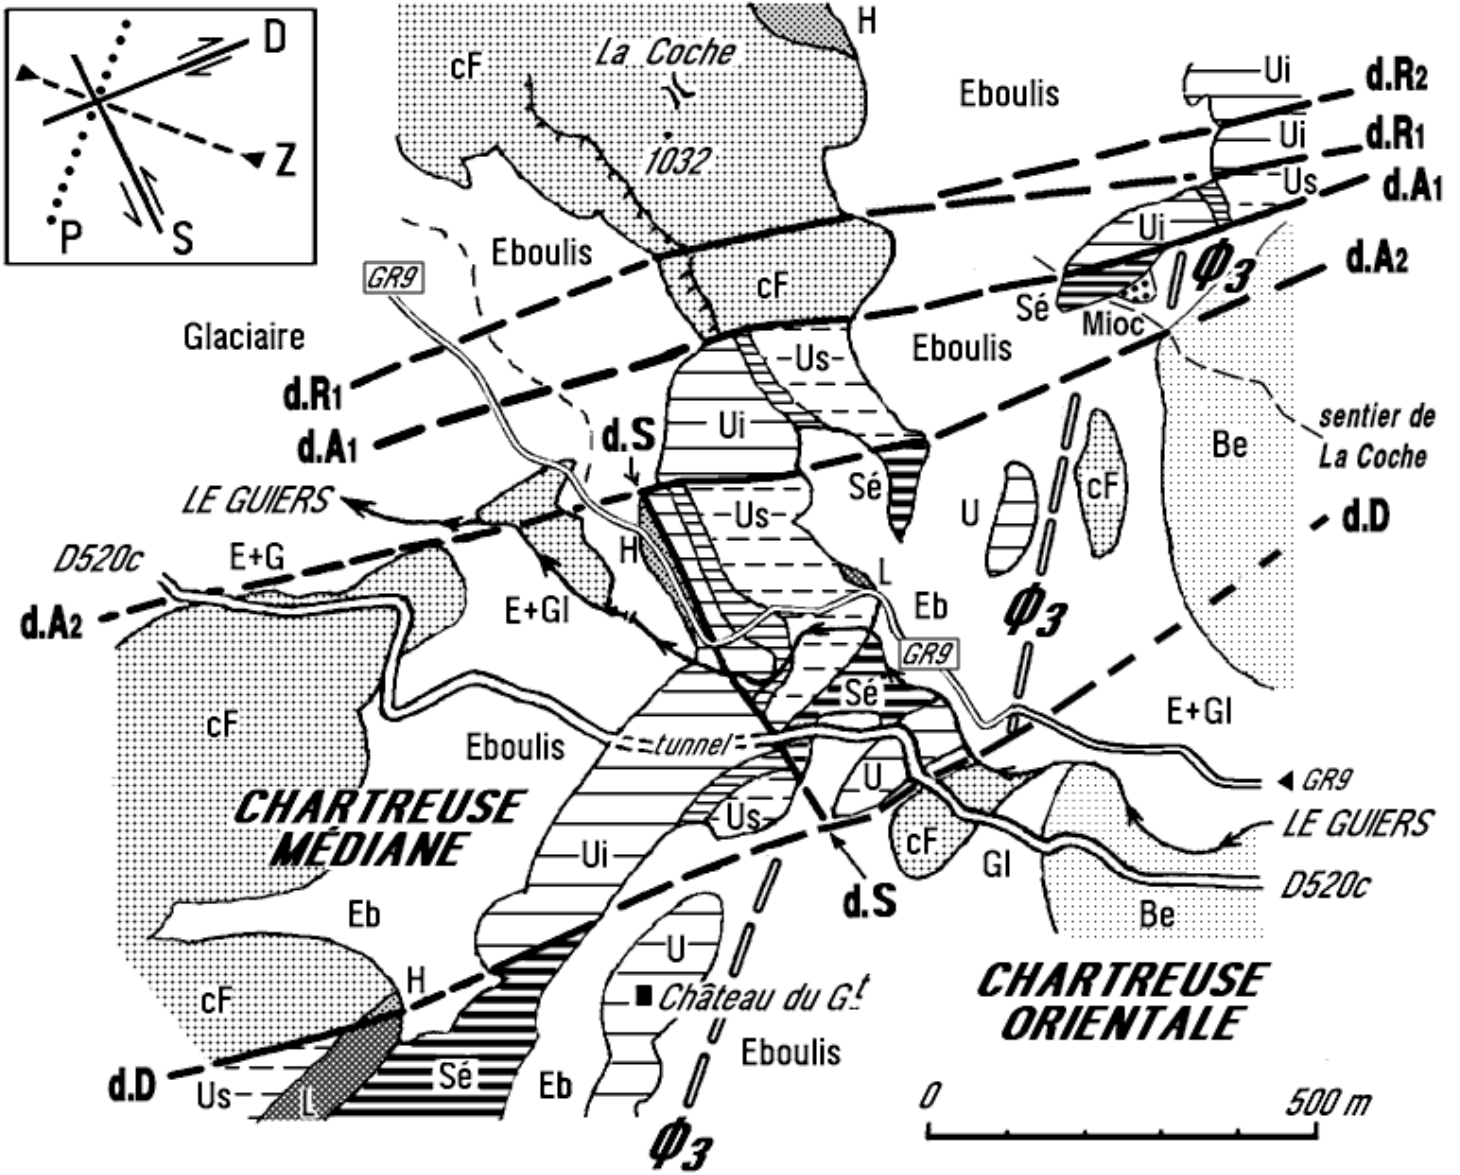 D
Z
P
S
H
cF
La Coche
1032
Eboulis
Ui
d.R2
Ui
d.R1
Us
d.A1
Ui
ϕ3
d.A2
Eboulis
GR9
cF
Sé
Mioc
Glaciaire
Us
Eboulis
d.R1
Ui
d.A1
d.S
sentier de
La Coche
Be
Sé
cF
U
LE GUIERS
Us
d.D
D520c
E+G
H
L
E+Gl
Eb
ϕ3
d.A2
GR9
Sé
E+Gl
cF
Eboulis
tunnel
U
GR9
CHARTREUSE
MÉDIANE
Us
LE GUIERS
cF
Ui
Gl
D520c
d.S
Be
Eb
U
H
cF
Château du Gt
CHARTREUSE
ORIENTALE
Eboulis
d.D
Us
L
Sé
Eb
0
500 m
ϕ3